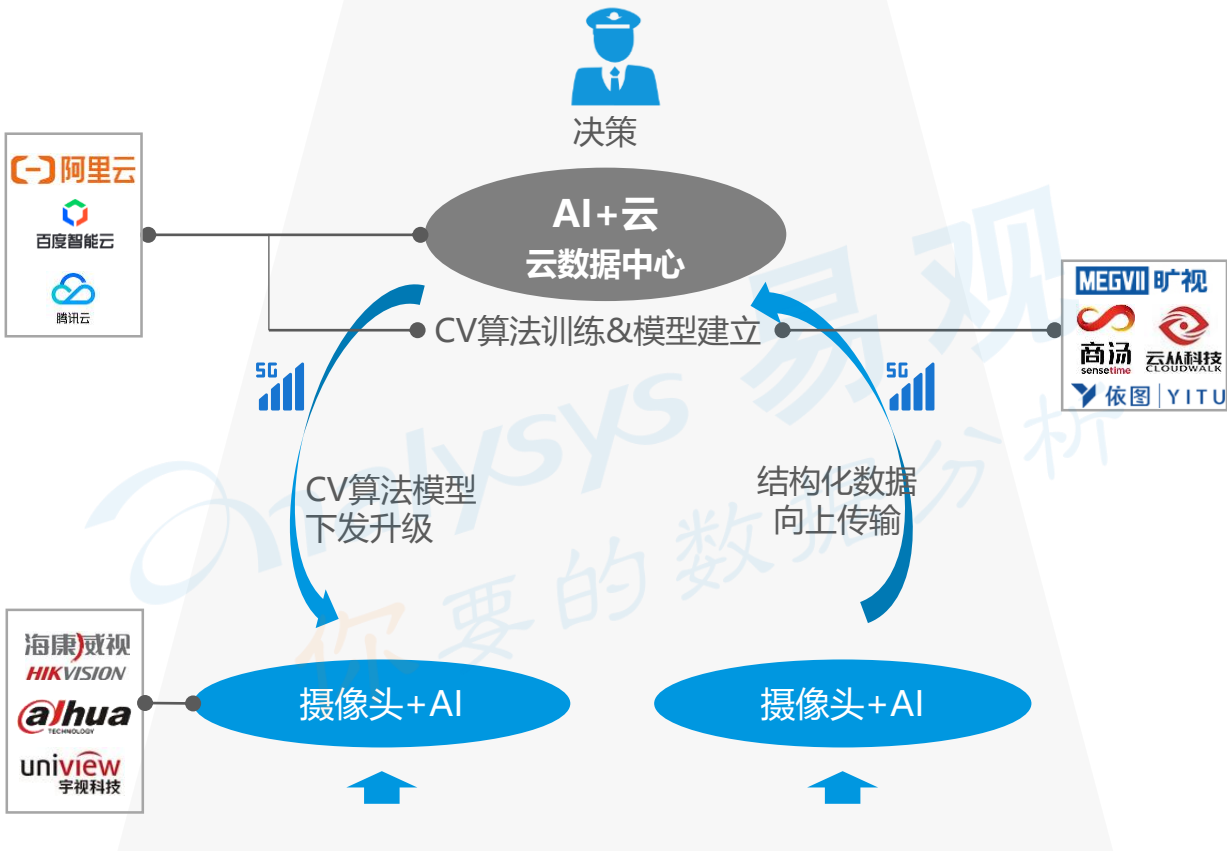 决策
阿里云
百度智能云
腾讯云
AI+云
云数据中心
CV算法训练&模型建立
MEGVII 旷视
商汤
sensetime
云从科技
CLOUDWALK
依图 | YITU
5G
5G
CV算法模型
下发升级
结构化数据
向上传输
analysys 易观
你要的数据分析
海康威视
HIKVISION
alhua
TECHNOLOGY
uniview
宇视科技
摄像头+AI
摄像头+AI